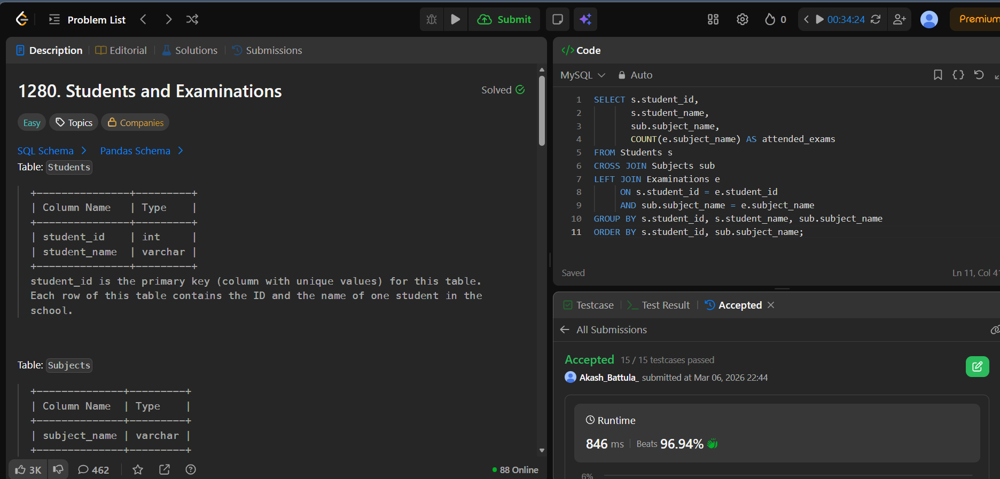 Problem List
Submit
0
00:34:24
Premium
Description
Editorial
Solutions
Submissions
1280. Students and Examinations
Solved
Easy
Topics
Companies
SQL Schema
Pandas Schema
Table: Students
+---------------+---------+
| Column Name   | Type    |
+---------------+---------+
| student_id    | int     |
| student_name  | varchar |
+---------------+---------+
student_id is the primary key (column with unique values) for this table.
Each row of this table contains the ID and the name of one student in the
school.
Table: Subjects
+--------------+---------+
| Column Name  | Type    |
+--------------+---------+
| subject_name | varchar |
+--------------+---------+
3K
462
88 Online
</> Code
MySQL
Auto
1 SELECT s.student_id,
2 s.student_name,
3 sub.subject_name,
4 COUNT(e.subject_name) AS attended_exams
5 FROM Students s
6 CROSS JOIN Subjects sub
7 LEFT JOIN Examinations e
8 ON s.student_id = e.student_id
9 AND sub.subject_name = e.subject_name
10 GROUP BY s.student_id, s.student_name, sub.subject_name
11 ORDER BY s.student_id, sub.subject_name;
Saved
Ln 11, Col 41
Testcase
Test Result
Accepted
All Submissions
Accepted 15 / 15 testcases passed
Akash_Battula_ submitted at Mar 06, 2026 22:44
Runtime
846 ms
Beats 96.94%
6%